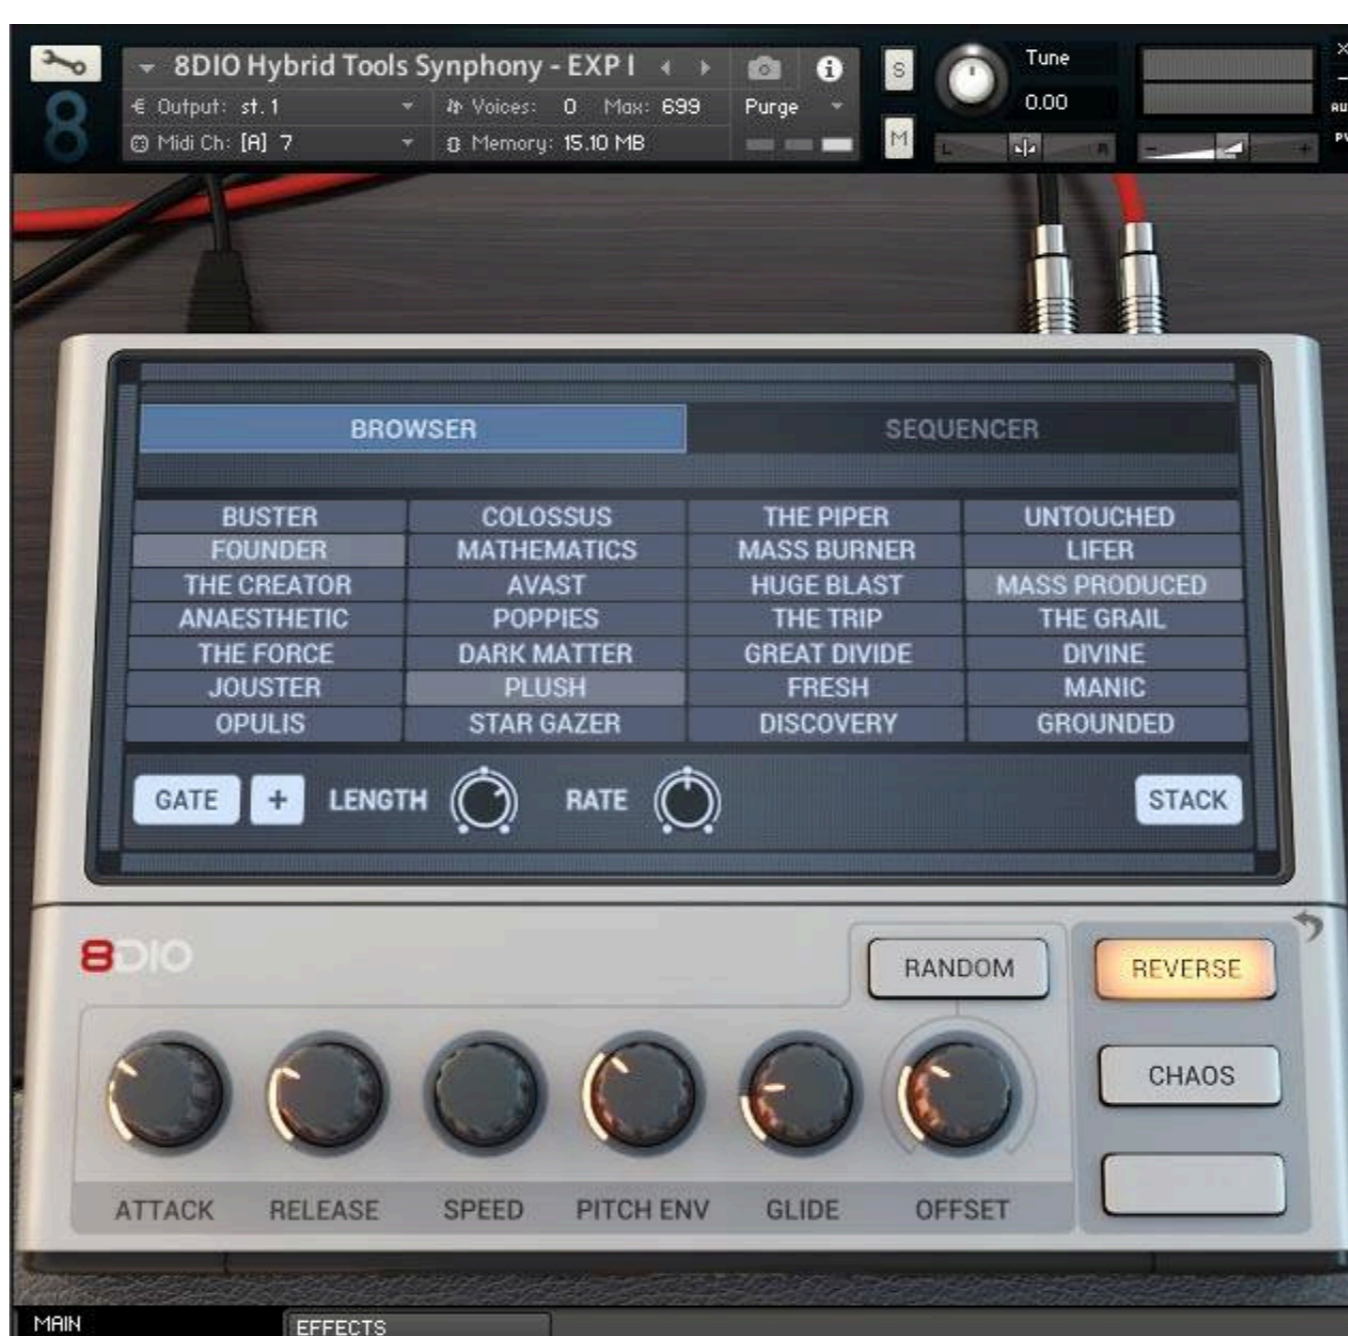 8DIO Hybrid Tools Synphony - EXP I
S
Tune
Output: st. 1
Voices: 0 Max: 699
Purge
0.00
Midi Ch: [A] 7
Memory: 15.10 MB
M
L
R
8
BROWSER SEQUENCER
BUSTER COLOSSUS THE PIPER UNTOUCHED
FOUNDER MATHEMATICS MASS BURNER LIFER
THE CREATOR AVAST HUGE BLAST MASS PRODUCED
ANAESTHETIC POPPIES THE TRIP THE GRAIL
THE FORCE DARK MATTER GREAT DIVIDE DIVINE
JOUSTER PLUSH FRESH MANIC
OPULIS STAR GAZER DISCOVERY GROUNDED
GATE + LENGTH RATE STACK
8DIO
RANDOM
REVERSE
CHAOS
ATTACK RELEASE SPEED PITCH ENV GLIDE OFFSET
MAIN EFFECTS